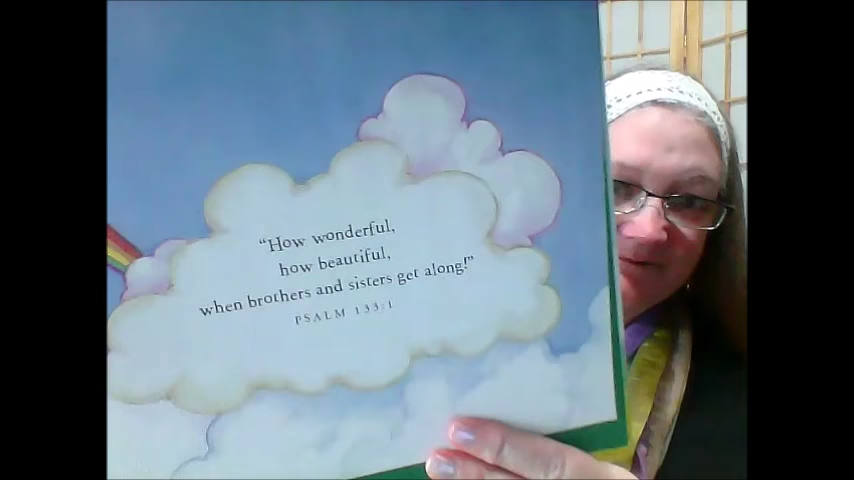 “How wonderful,
how beautiful,
when brothers and sisters get along!”
PSALM 133:1